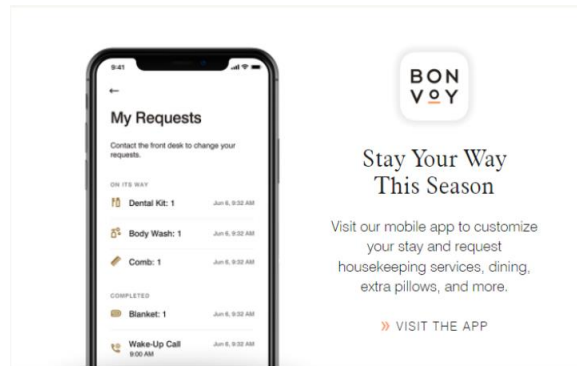 9:41
My Requests
Contact the front desk to change your
requests.
ON ITS WAY
Dental Kit: 1 Jun 6, 9:32 AM
Body Wash: 1 Jun 6, 9:32 AM
Comb: 1 Jun 6, 9:32 AM
COMPLETED
Blanket: 1 Jun 6, 9:32 AM
Wake-Up Call Jun 6, 9:32 AM
9:00 AM
BON
VOY
Stay Your Way
This Season
Visit our mobile app to customize
your stay and request
housekeeping services, dining,
extra pillows, and more.
» VISIT THE APP